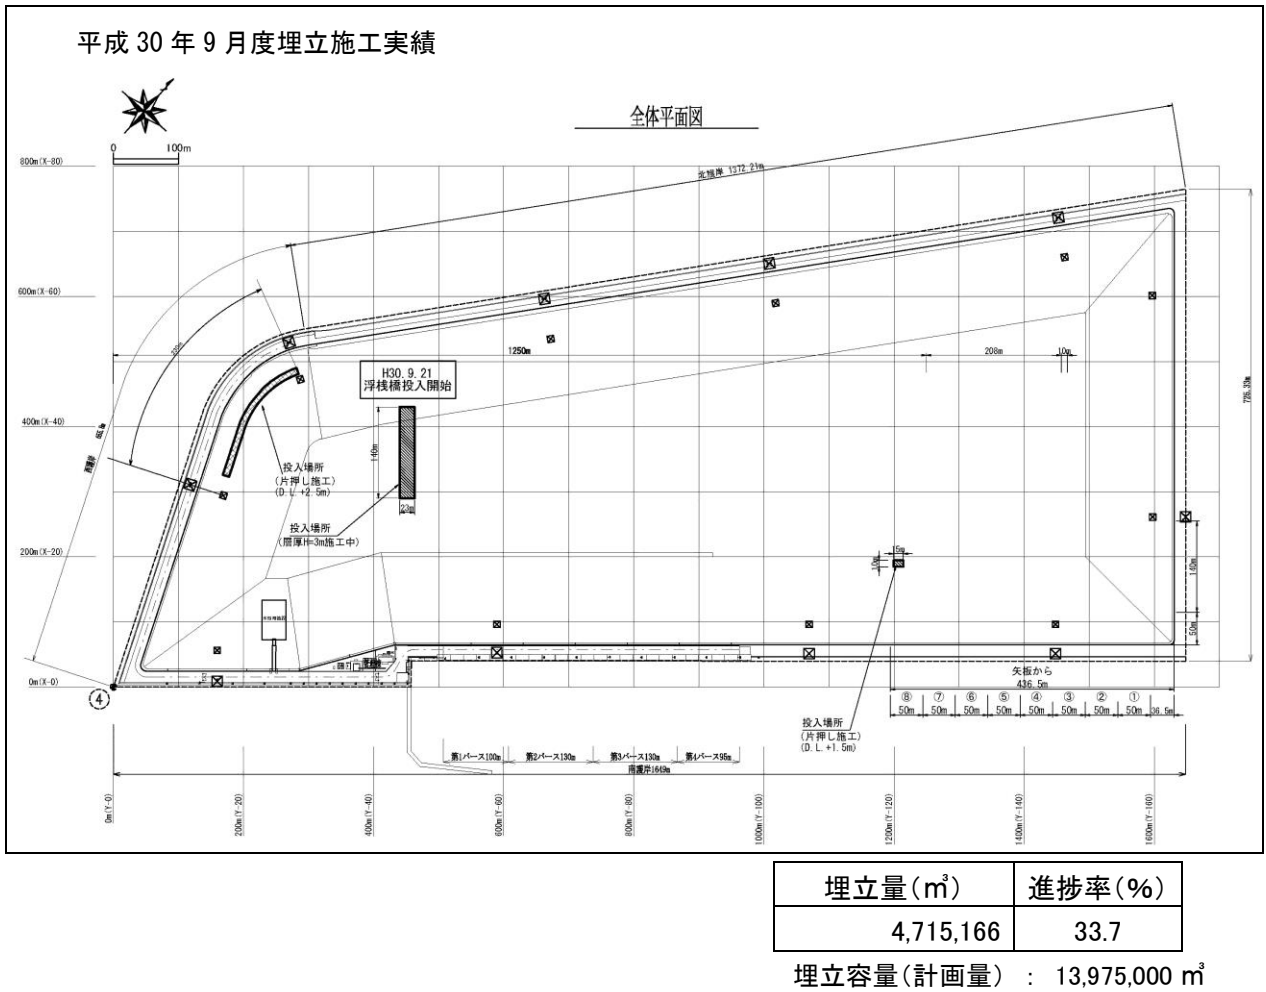 平成 30 年 9 月度埋立施工実績
全体平面図
0 100m
800m(X-80)
北護岸 1372.21m
600m(X-60)
1250m
208m
10m
726.33m
H30.9.21
浮桟橋投入開始
400m(X-40)
西護岸
140m
投入場所
(片押し施工)
(D.L.+2.5m)
23m
投入場所
(層厚H=3m施工中)
200m(X-20)
15m
10m
140m
50m
0m(X-0)
④
矢板から
436.5m
⑧ ⑦ ⑥ ⑤ ④ ③ ② ①
50m 50m 50m 50m 50m 50m 50m 50m 36.5m
投入場所
(片押し施工)
(D.L.+1.5m)
第1バース100m 第2バース130m 第3バース130m 第4バース95m
南護岸1649m
0m(Y-0)
200m(Y-20)
400m(Y-40)
600m(Y-60)
800m(Y-80)
1000m(Y-100)
1200m(Y-120)
1400m(Y-140)
1600m(Y-160)
埋立量(㎥) 進捗率(%)
4,715,166 33.7
埋立容量(計画量) : 13,975,000 ㎥